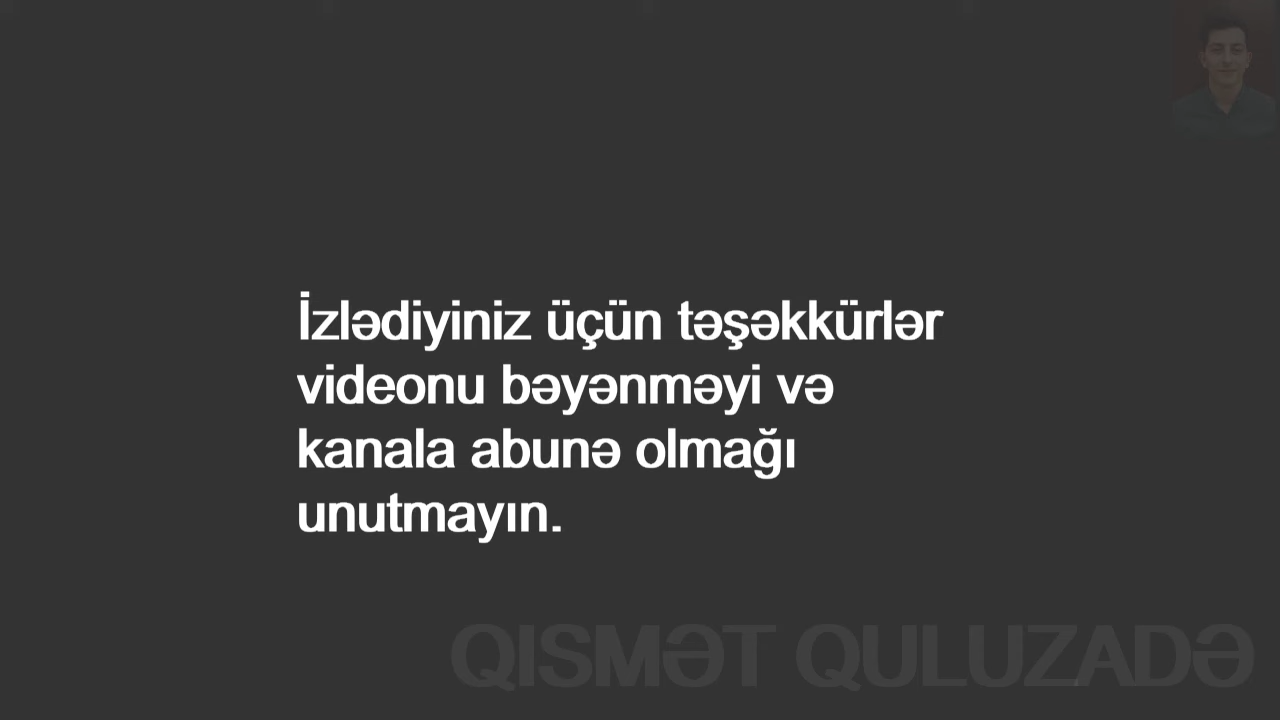 İzlədiyiniz üçün təşəkkürlər
videonu bəyənməyi və
kanala abunə olmağı
unutmayın.
QISMƏT QULUZADƏ